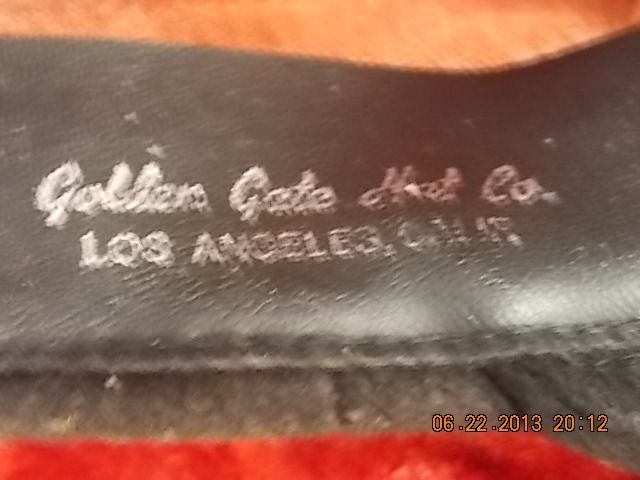 Golden Gate Hat Co.
LOS ANGELES, CALIF.
06.22.2013 20:12